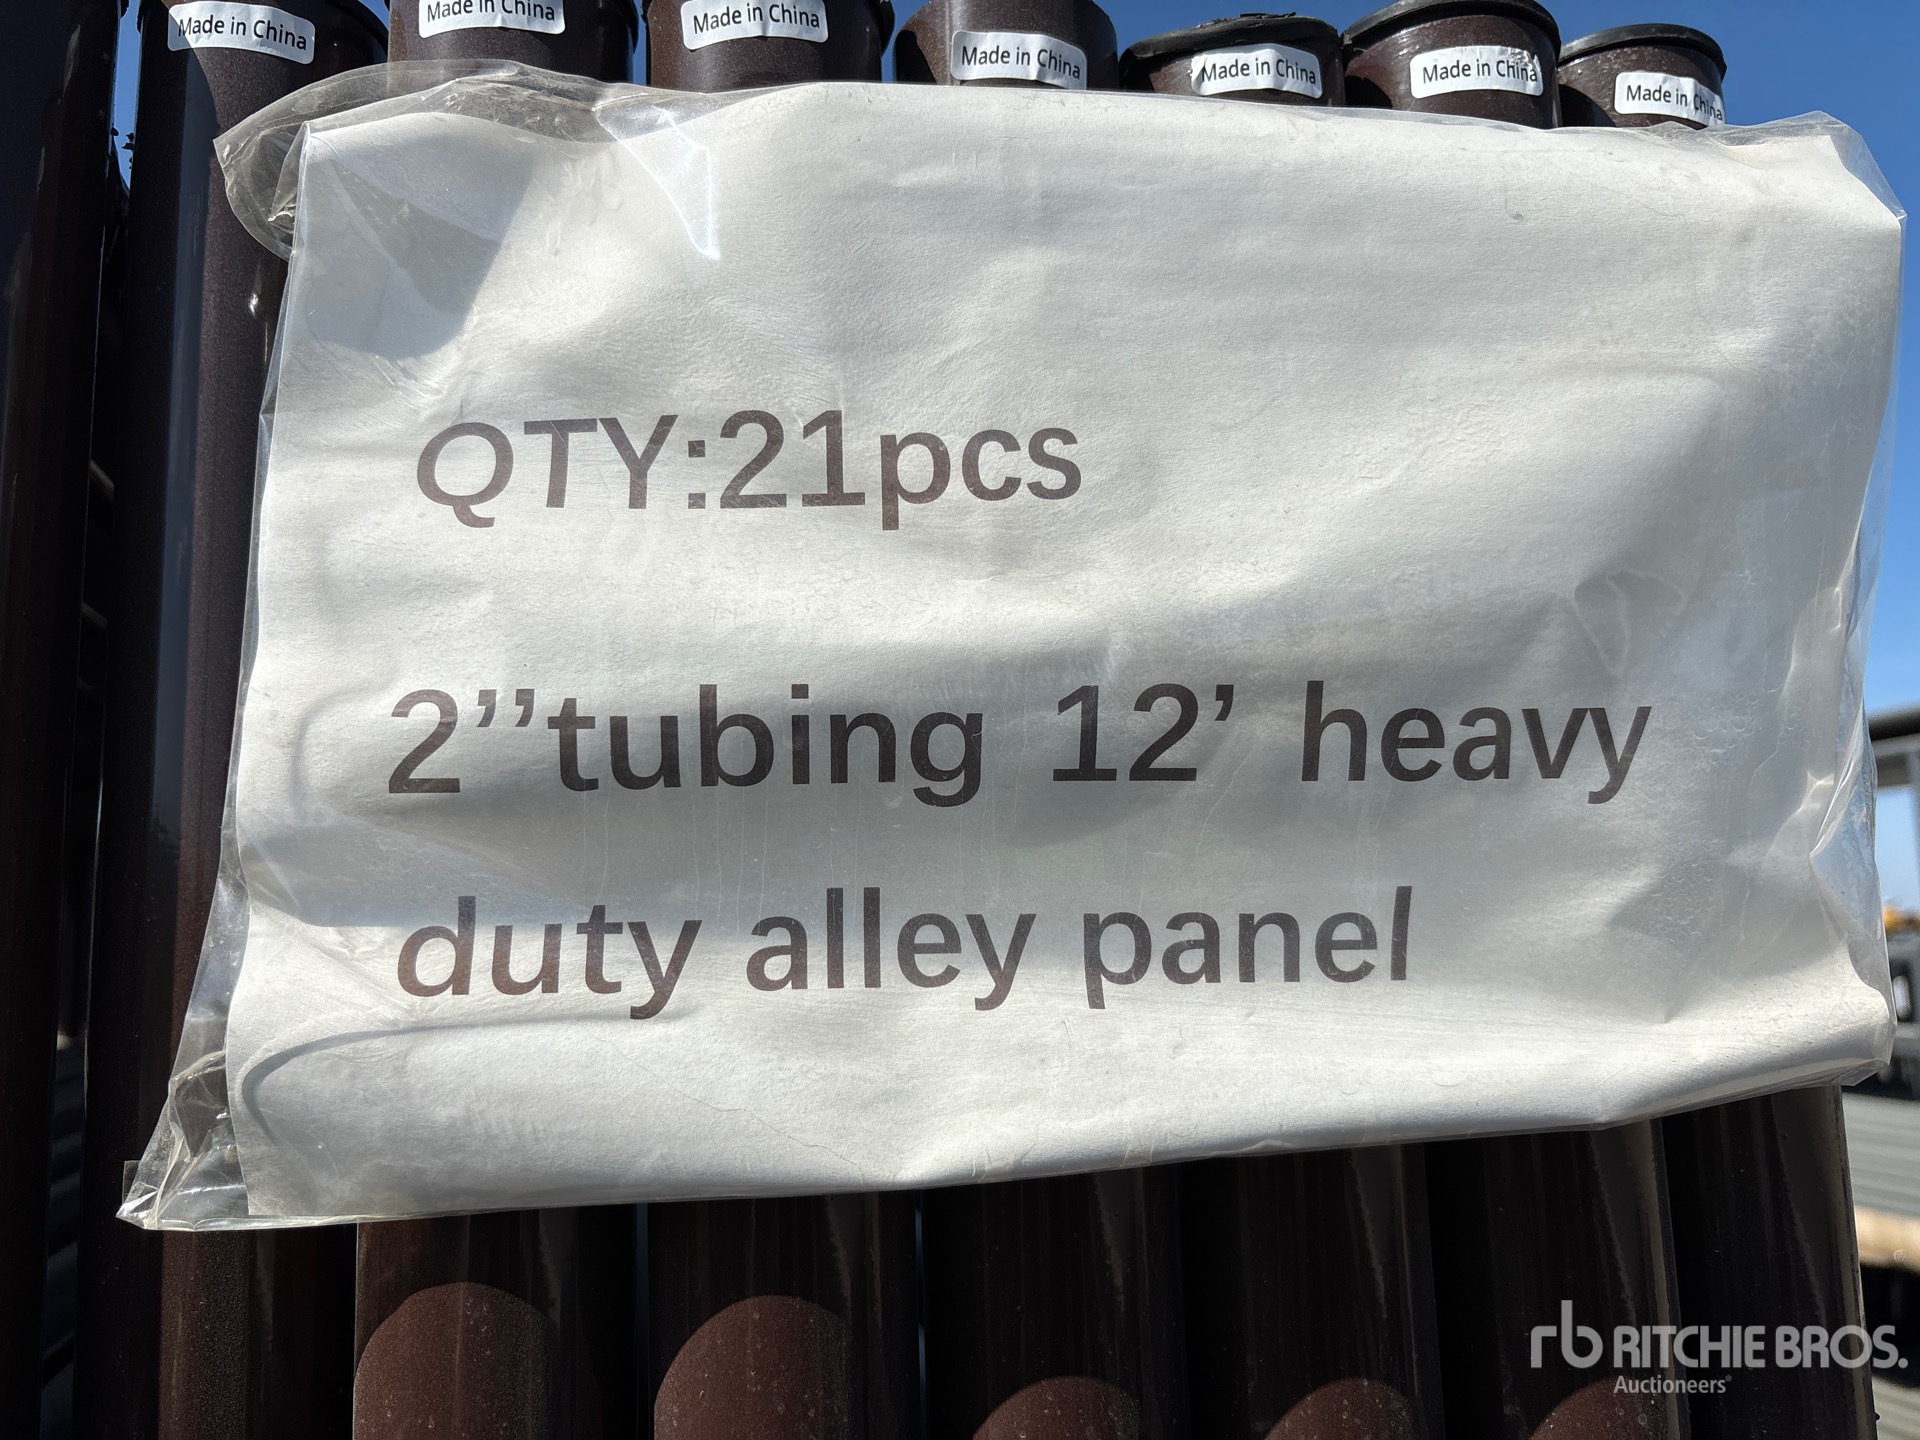 Made in China
Made in China
Made in China
Made in China
Made in China
Made in China
Made in China
QTY:21pcs
2”tubing 12’ heavy
duty alley panel
rb RITCHIE BROS.
Auctioneers®